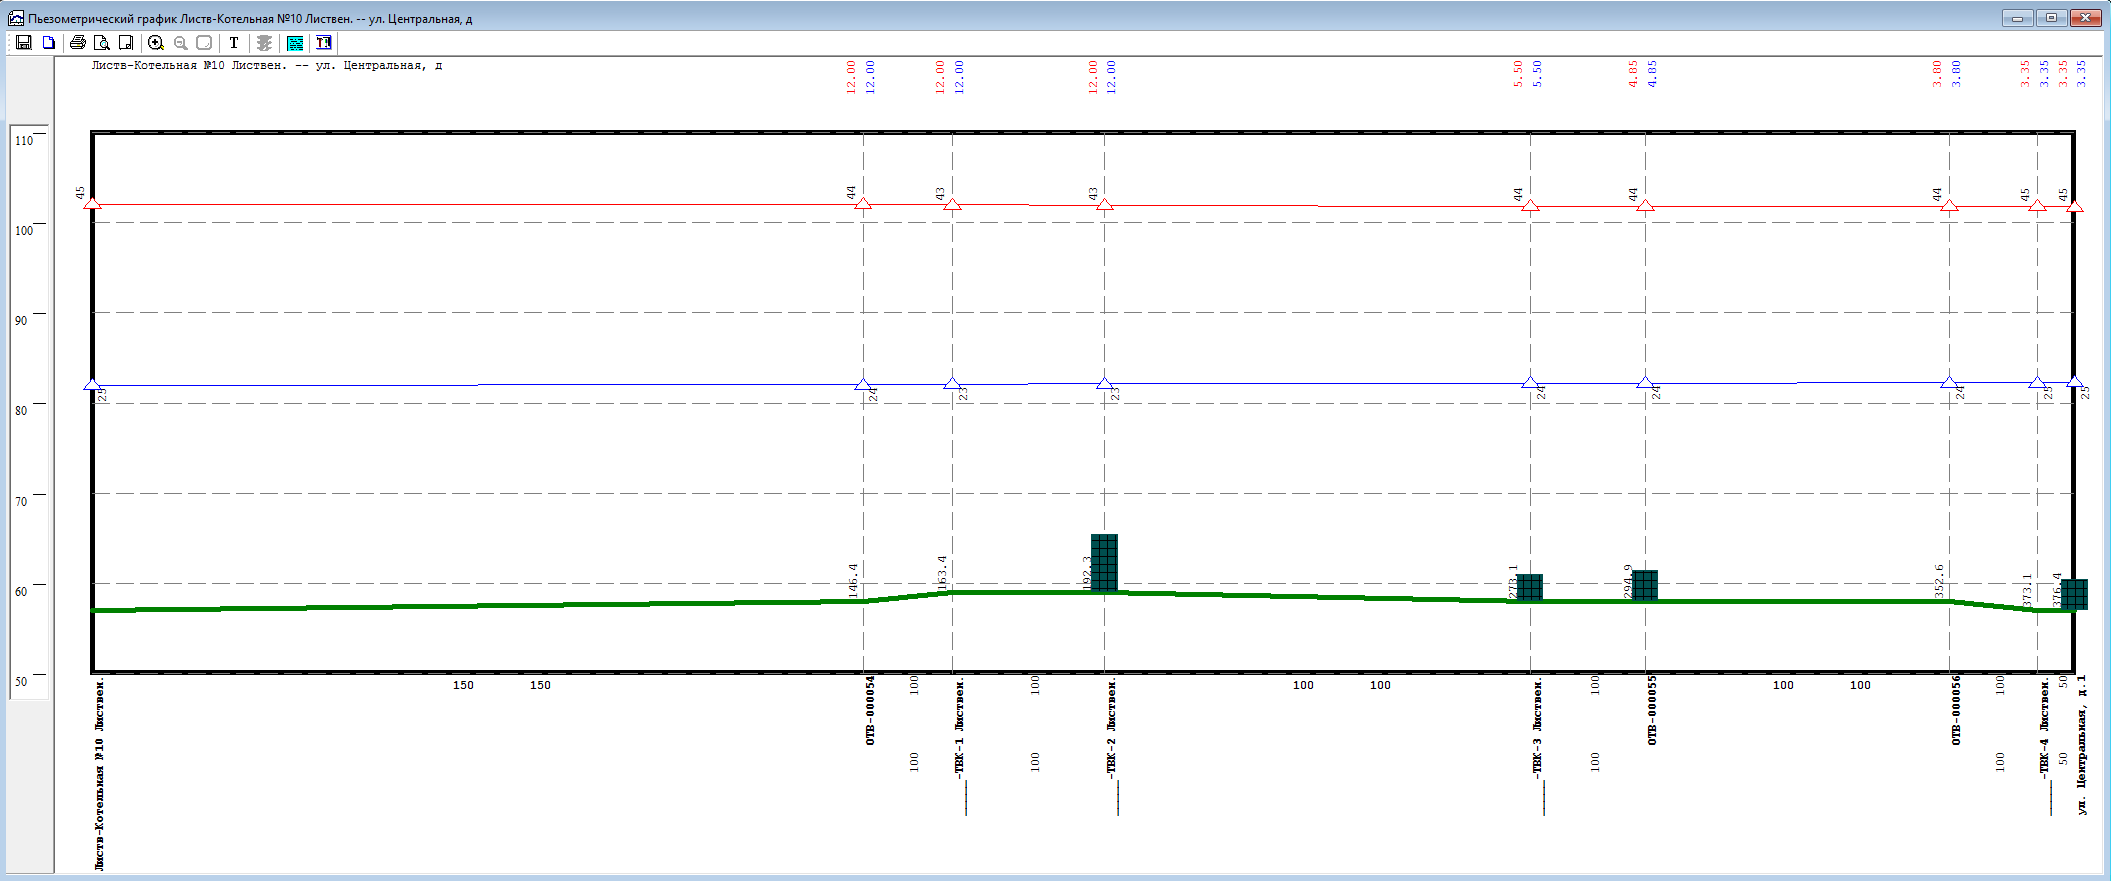 Пьезометрический график Листв-Котельная №10 Листвен. -- ул. Центральная, д
T
Листв-Котельная №10 Листвен. -- ул. Центральная, д
12.00 12.00 12.00 12.00 12.00 12.00 5.50 5.50 4.85 4.85 3.80 3.80 3.35 3.35 3.35 3.35
110
45 44 43 43 44 44 44 45 45
100
90
25 24 23 23 24 24 24 25 25
80
70
146.4 163.4 192.3 273.1 294.9 352.6 373.1 376.4
60
50
150 150 100 100 100 100 100 100 100 100 50
100 100 100 100 50
Листв-Котельная №10 Листвен.
ОТВ-000054
-ТВК-1 Листвен.
-ТВК-2 Листвен.
-ТВК-3 Листвен.
ОТВ-000055
ОТВ-000056
-ТВК-4 Листвен.
ул. Центральная, д.1